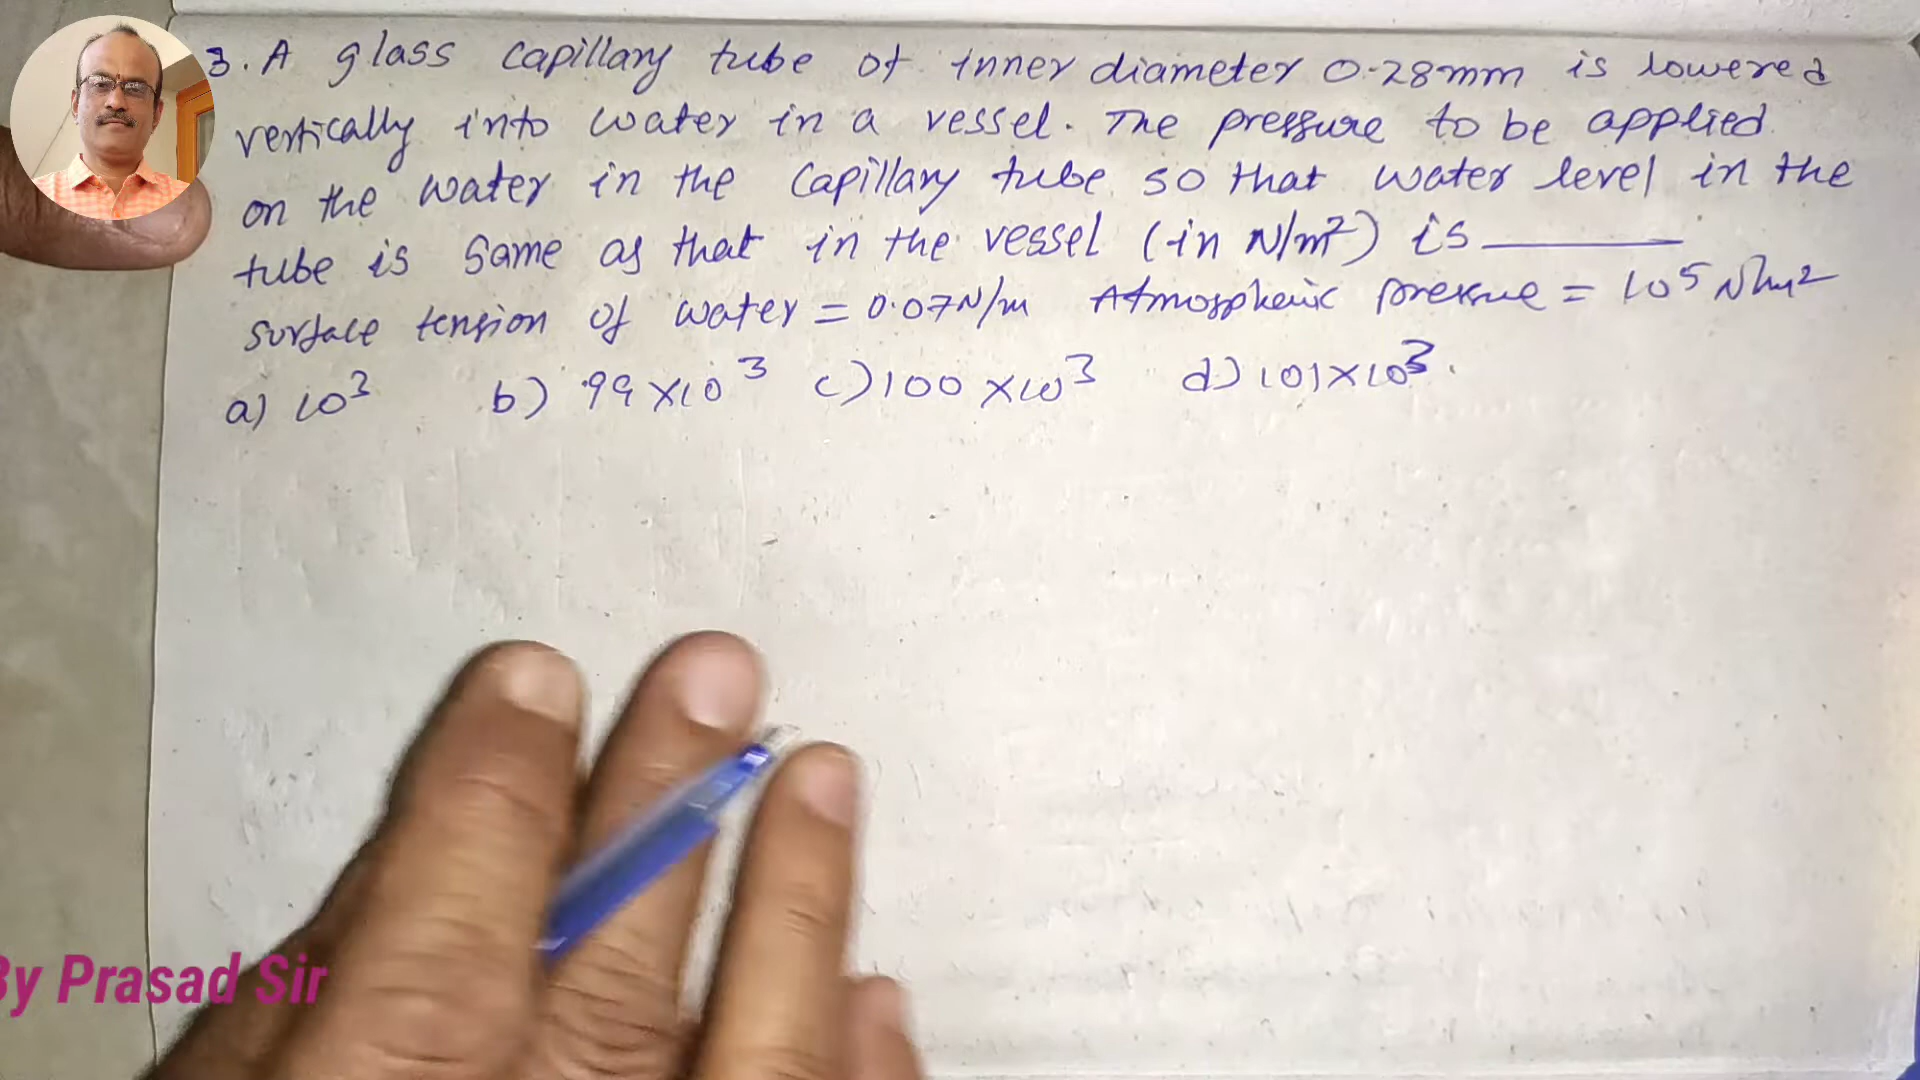 3. A glass capillary tube of inner diameter 0.28mm is lowered
vertically into water in a vessel. The pressure to be applied
on the water in the capillary tube so that water level in the
tube is same as that in the vessel (in N/m²) is ________
surface tension of water = 0.07N/m Atmospheric pressure = 10⁵ N/m²
a) 10³ b) 99 × 10³ c) 100 × 10³ d) 101 × 10³.
By Prasad Sir